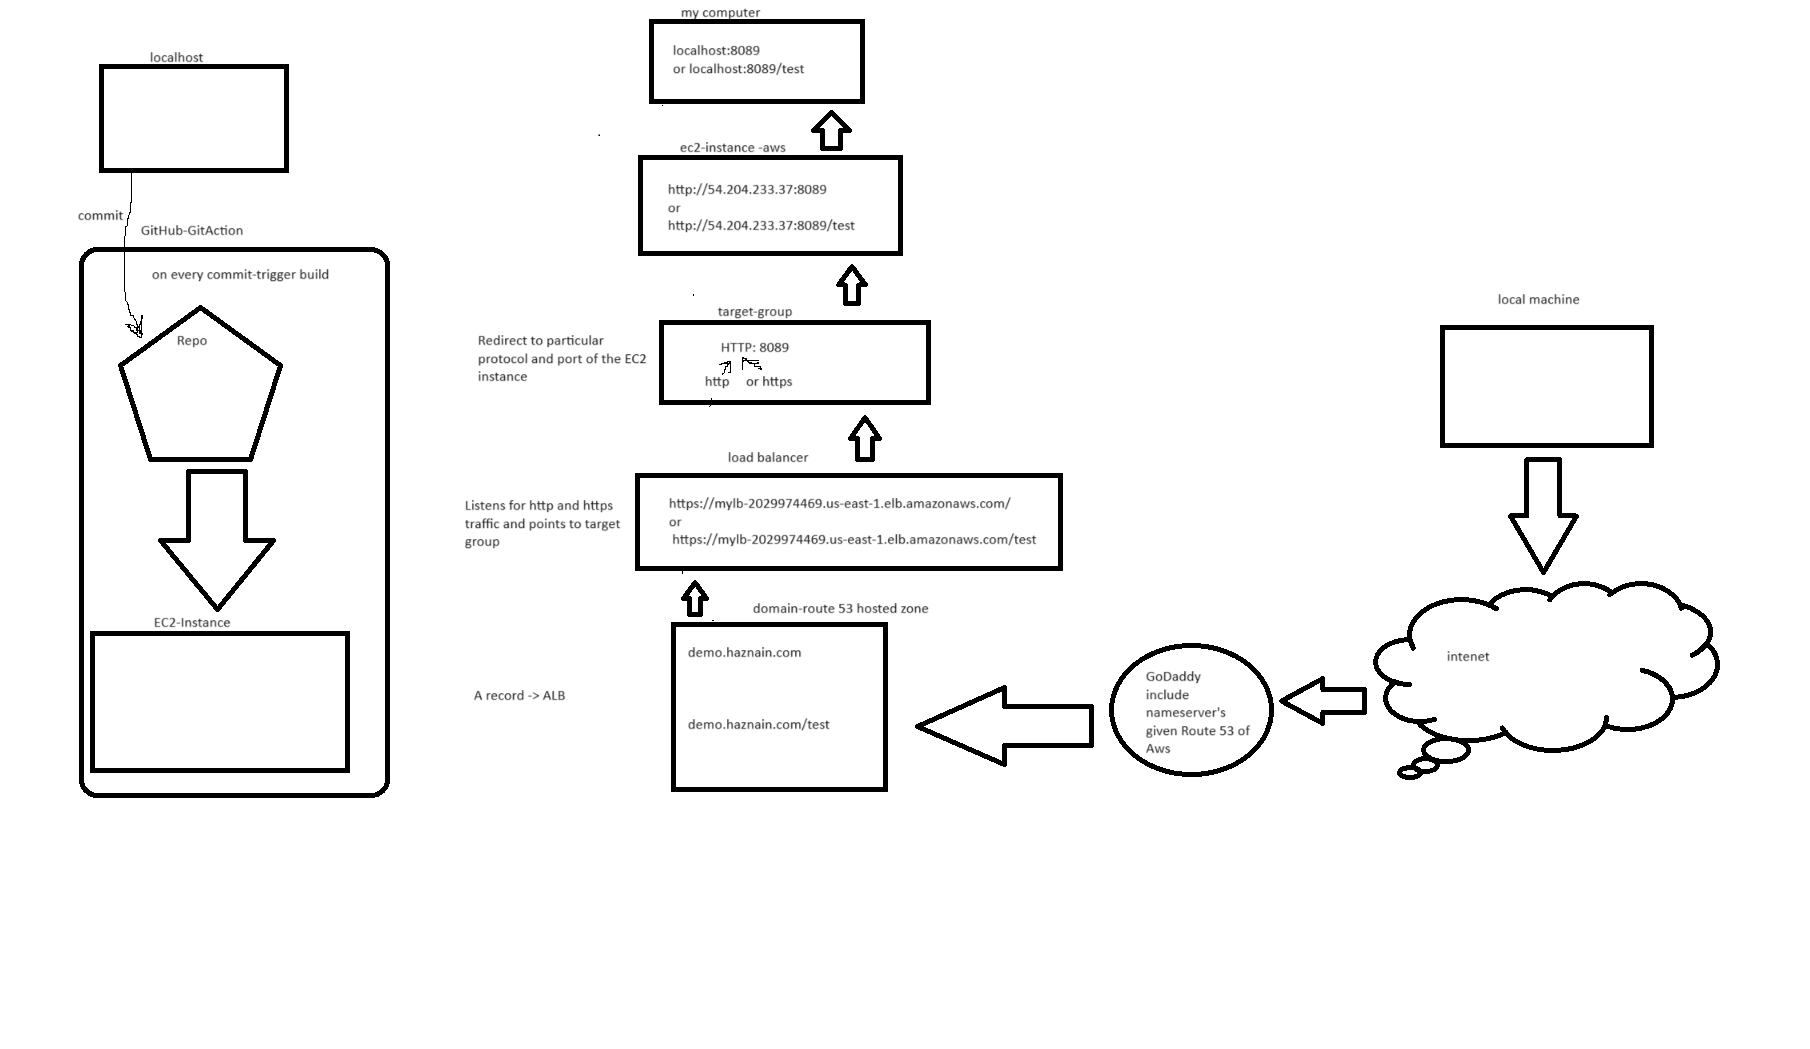 localhost
commit
GitHub-GitAction
on every commit-trigger build
Repo
EC2-Instance
my computer
localhost:8089
or localhost:8089/test
ec2-instance -aws
http://54.204.233.37:8089
or
http://54.204.233.37:8089/test
target-group
Redirect to particular
protocol and port of the EC2
instance
HTTP: 8089
http or https
load balancer
Listens for http and https
traffic and points to target
group
https://mylb-2029974469.us-east-1.elb.amazonaws.com/
or
https://mylb-2029974469.us-east-1.elb.amazonaws.com/test
domain-route 53 hosted zone
A record -> ALB
demo.haznain.com
demo.haznain.com/test
local machine
intenet
GoDaddy
include
nameserver's
given Route 53 of
Aws